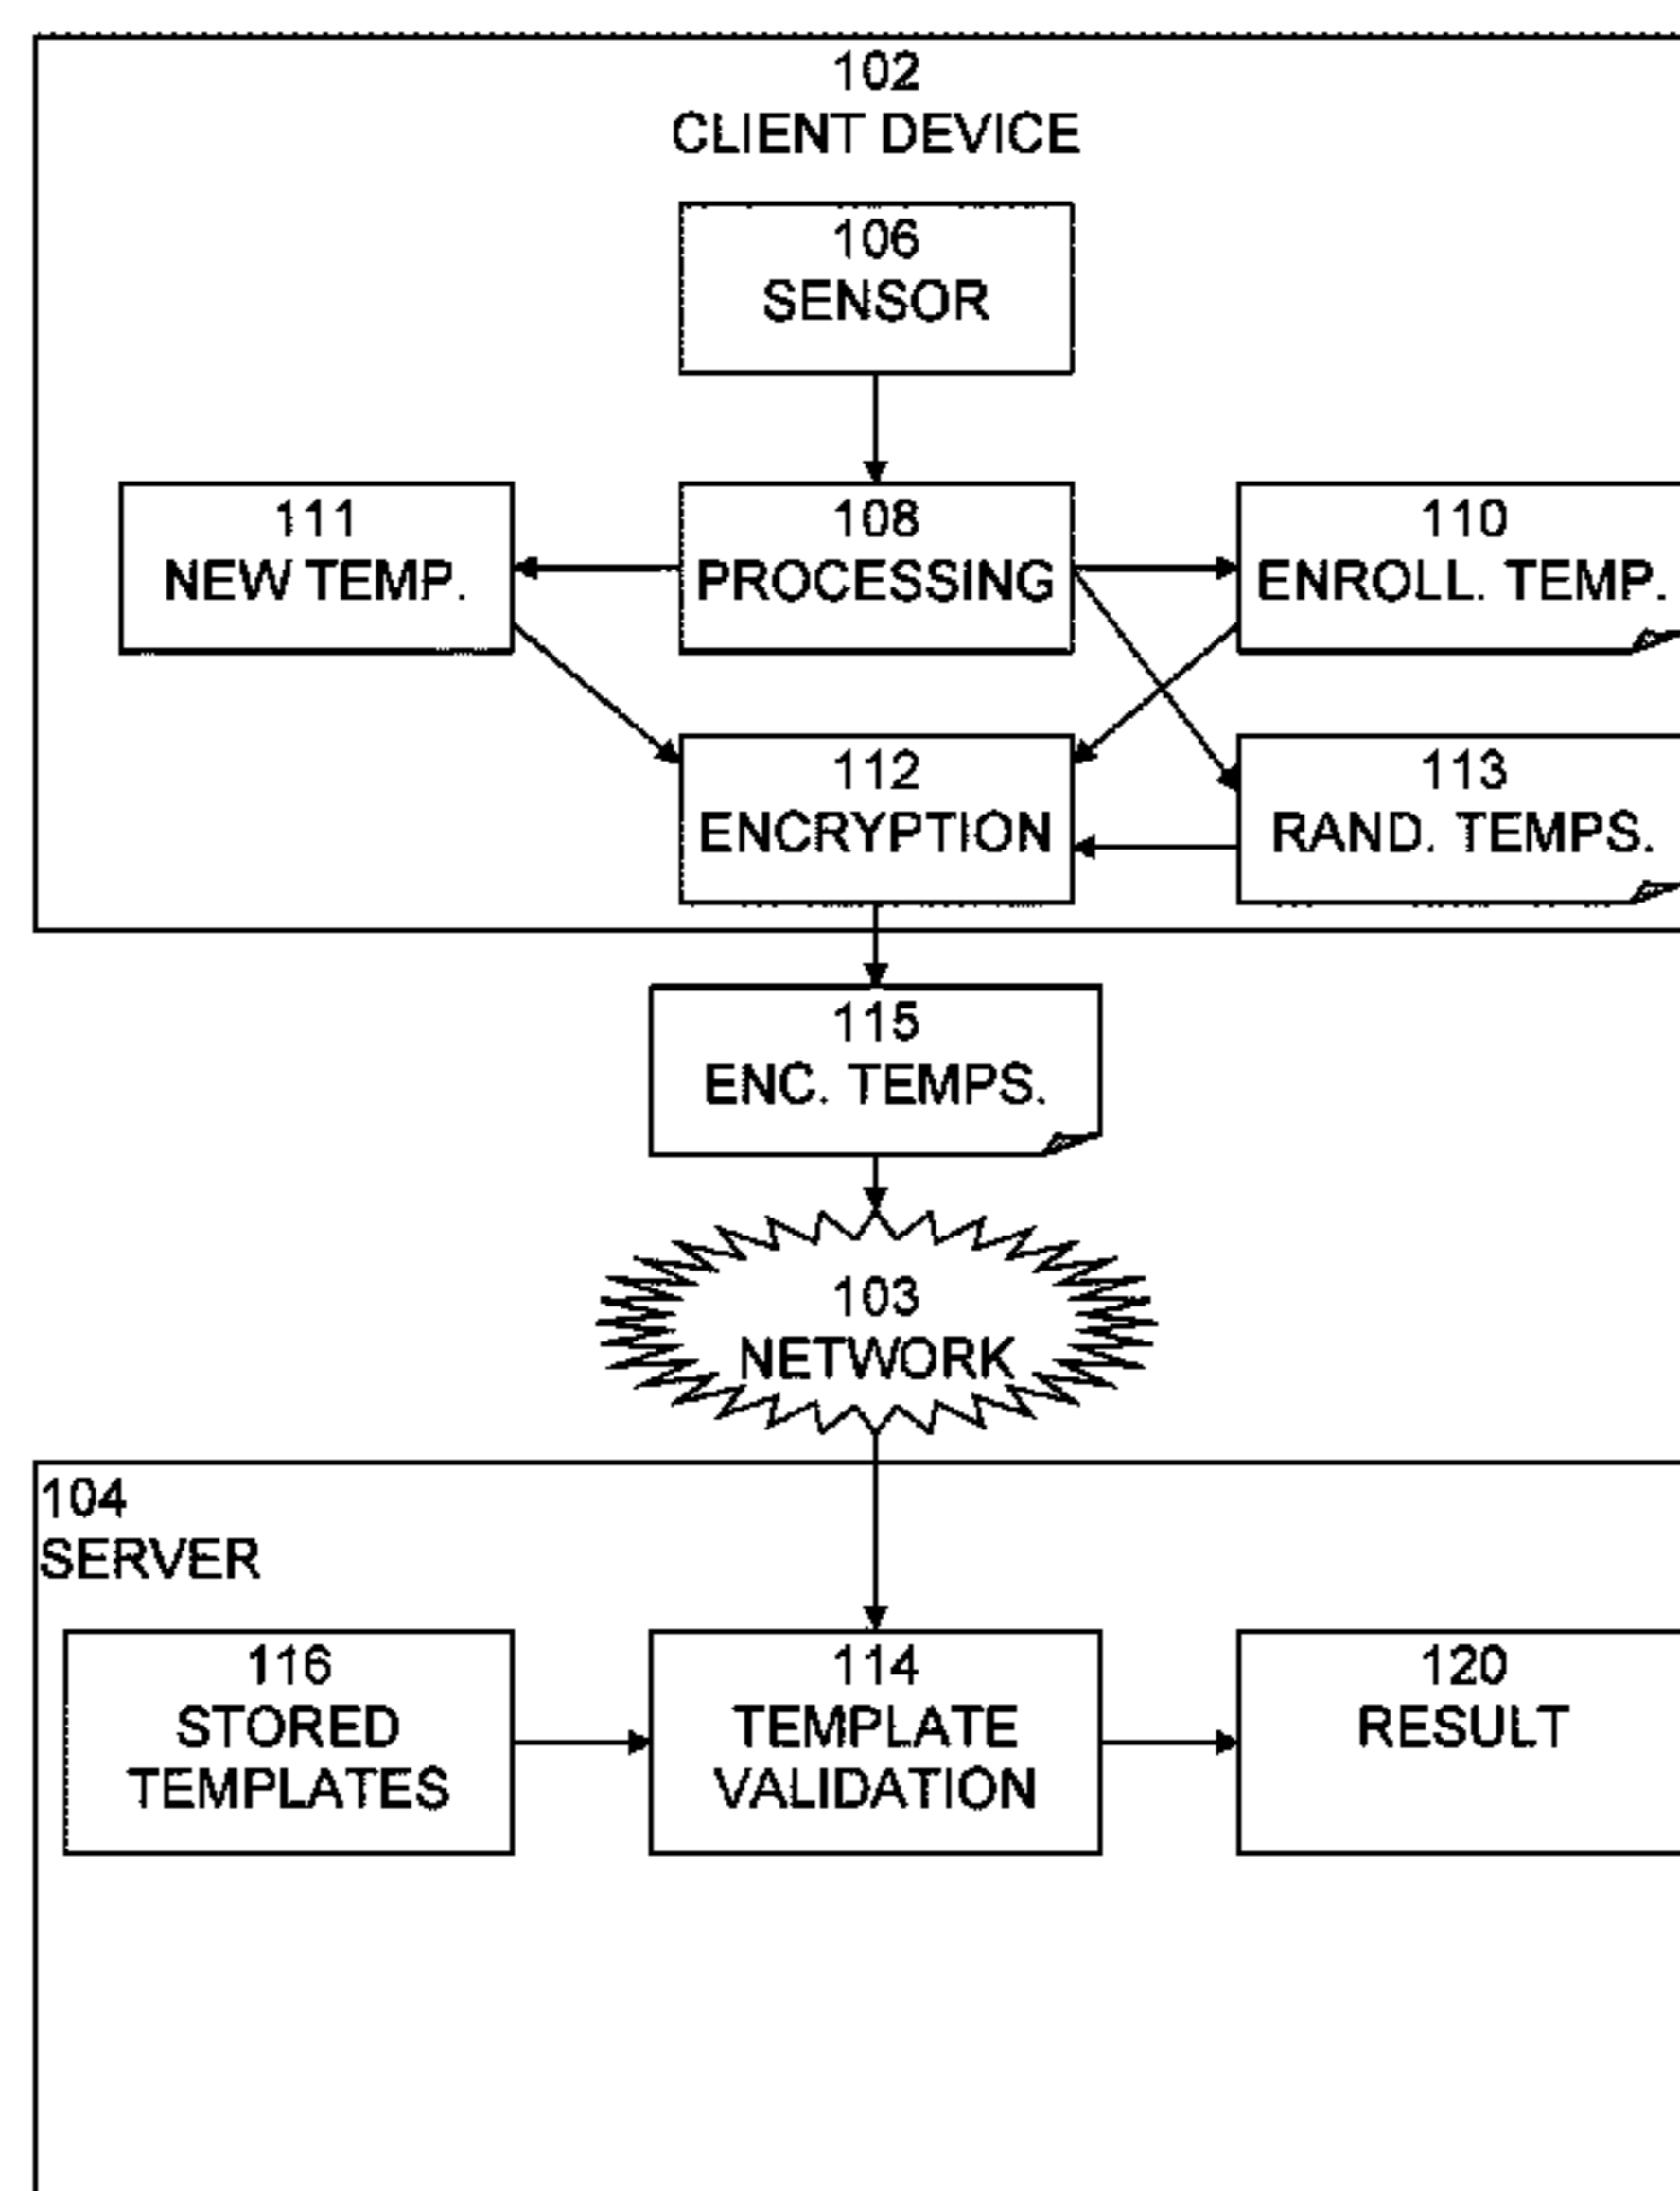 102
CLIENT DEVICE
106
SENSOR
111
NEW TEMP.
108
PROCESSING
110
ENROLL. TEMP.
112
ENCRYPTION
113
RAND. TEMPS.
115
ENC. TEMPS.
103
NETWORK
104
SERVER
116
STORED
TEMPLATES
114
TEMPLATE
VALIDATION
120
RESULT